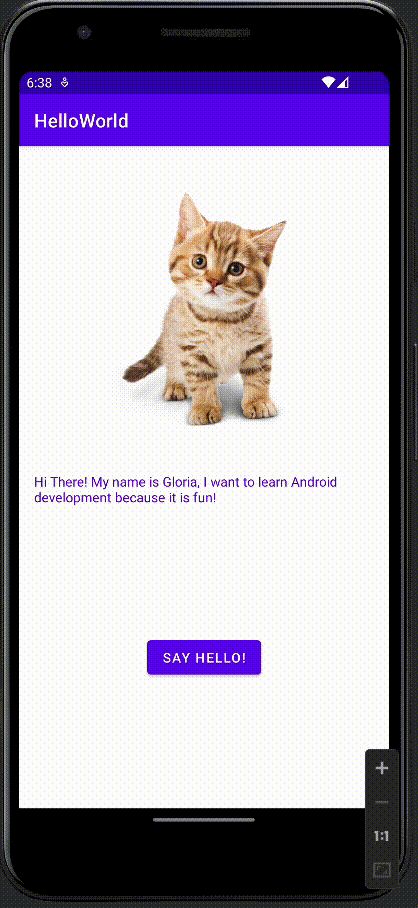 6:38
HelloWorld
Hi There! My name is Gloria, I want to learn Android
development because it is fun!
SAY HELLO!
1:1